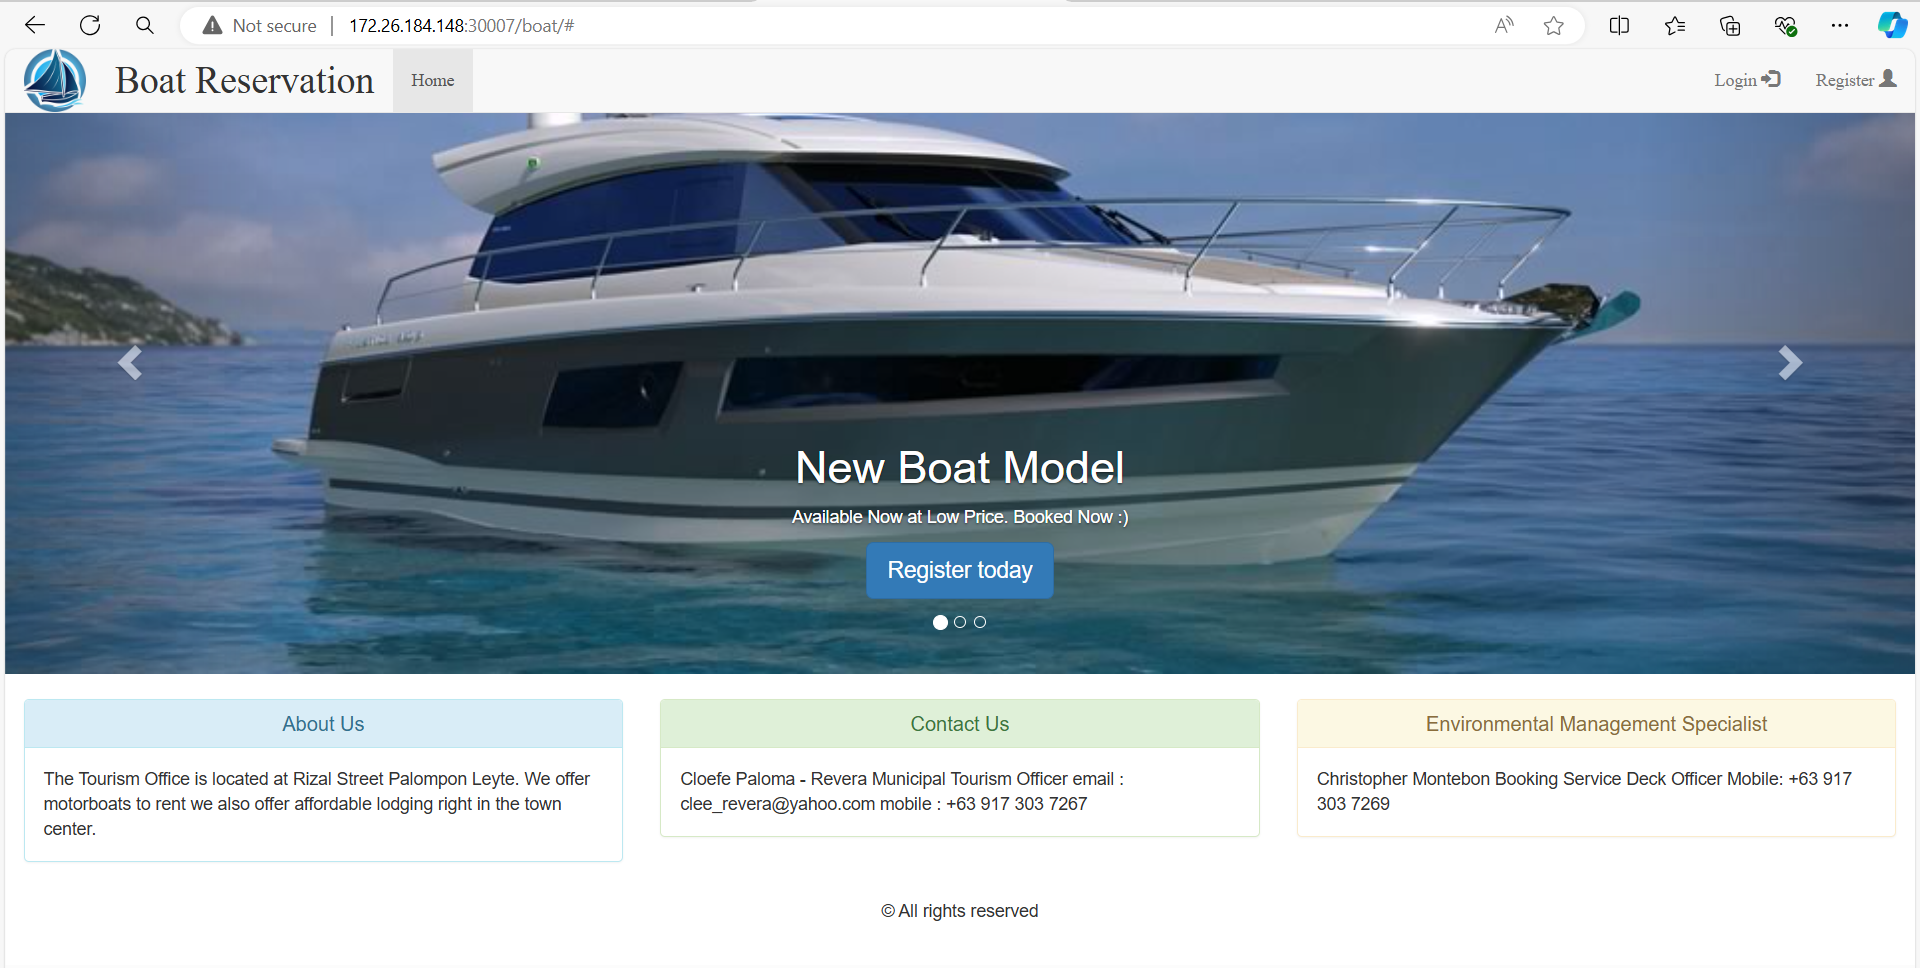 Not secure | 172.26.184.148:30007/boat/#
Boat Reservation
Home
Login
Register
New Boat Model
Available Now at Low Price. Booked Now :)
Register today
About Us
The Tourism Office is located at Rizal Street Palompon Leyte. We offer
motorboats to rent we also offer affordable lodging right in the town
center.
Contact Us
Cloefe Paloma - Revera Municipal Tourism Officer email :
clee_revera@yahoo.com mobile : +63 917 303 7267
Environmental Management Specialist
Christopher Montebon Booking Service Deck Officer Mobile: +63 917
303 7269
© All rights reserved